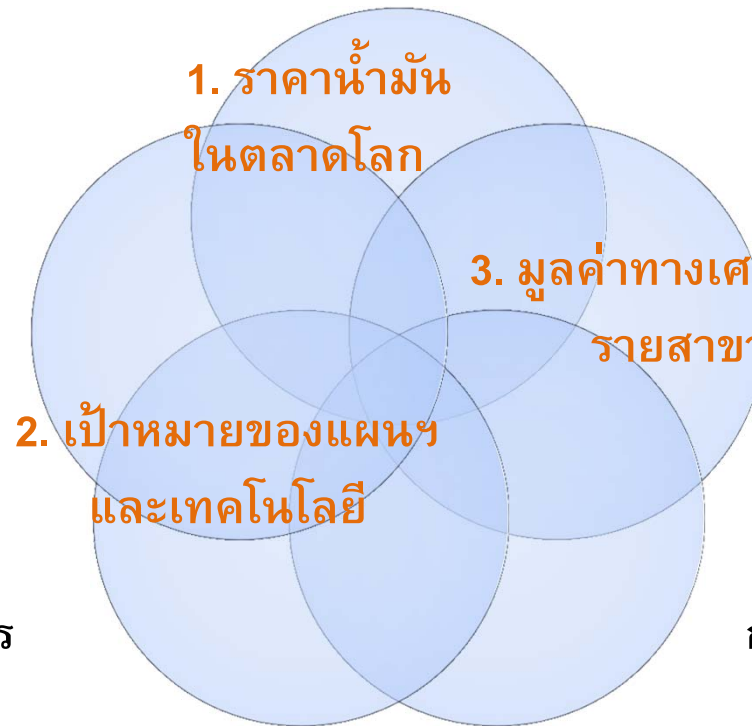 1. ราคาน้ำมัน
ในตลาดโลก
3. มูลค่าทางเศ
รายสาขา
2. เป้าหมายของแผนฯ
และเทคโนโลยี
ร